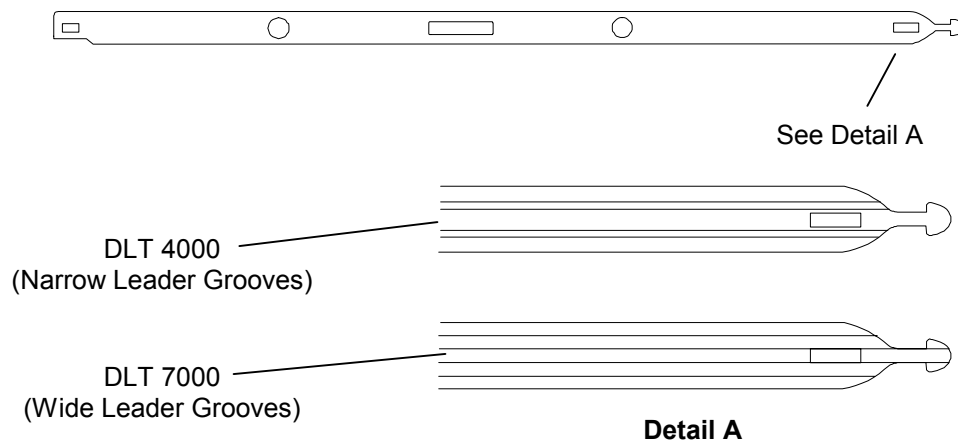 See Detail A
DLT 4000
(Narrow Leader Grooves)
DLT 7000
(Wide Leader Grooves)
Detail A